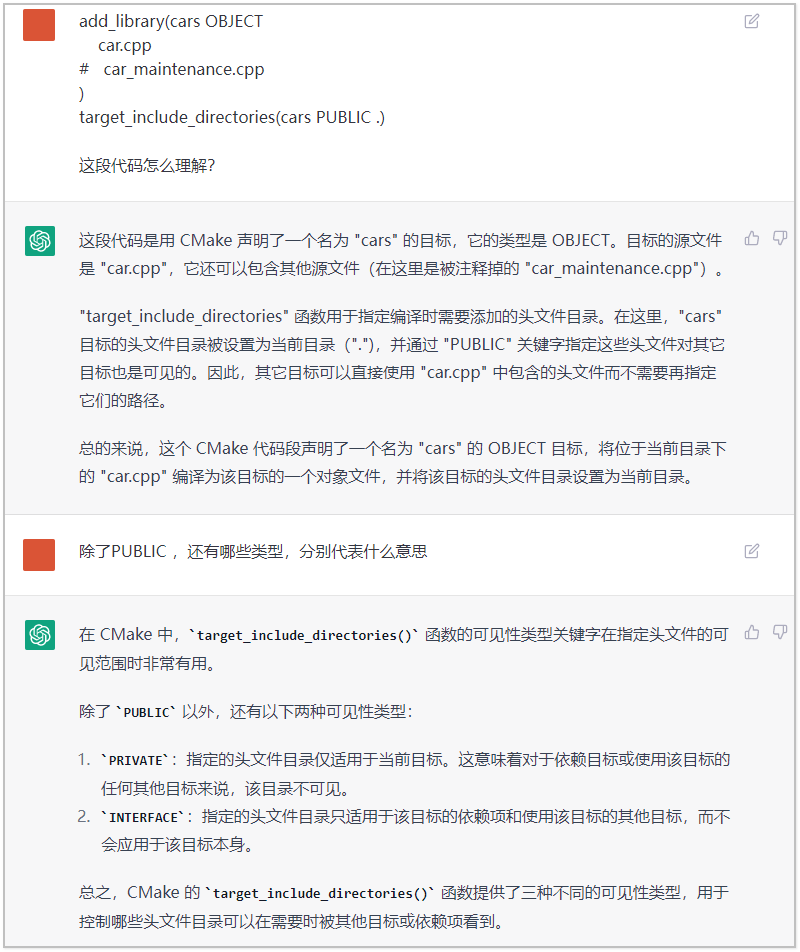 add_library(cars OBJECT
car.cpp
# car_maintenance.cpp
)
target_include_directories(cars PUBLIC .)
这段代码怎么理解？
这段代码是用 CMake 声明了一个名为 "cars" 的目标，它的类型是 OBJECT。目标的源文件
是 "car.cpp"，它还可以包含其他源文件（在这里是被注释掉的 "car_maintenance.cpp"）。
"target_include_directories" 函数用于指定编译时需要添加的头文件目录。在这里，"cars"
目标的头文件目录被设置为当前目录（"."），并通过 "PUBLIC" 关键字指定这些头文件对其它
目标也是可见的。因此，其它目标可以直接使用 "car.cpp" 中包含的头文件而不需要再指定
它们的路径。
总的来说，这个 CMake 代码段声明了一个名为 "cars" 的 OBJECT 目标，将位于当前目录下
的 "car.cpp" 编译为该目标的一个对象文件，并将该目标的头文件目录设置为当前目录。
除了PUBLIC ，还有哪些类型，分别代表什么意思
在 CMake 中，`target_include_directories()` 函数的可见性类型关键字在指定头文件的可
见范围时非常有用。
除了 `PUBLIC` 以外，还有以下两种可见性类型：
1. `PRIVATE`：指定的头文件目录仅适用于当前目标。这意味着对于依赖目标或使用该目标的
任何其他目标来说，该目录不可见。
2. `INTERFACE`：指定的头文件目录只适用于该目标的依赖项和使用该目标的其他目标，而不
会应用于该目标本身。
总之，CMake 的 `target_include_directories()` 函数提供了三种不同的可见性类型，用于
控制哪些头文件目录可以在需要时被其他目标或依赖项看到。